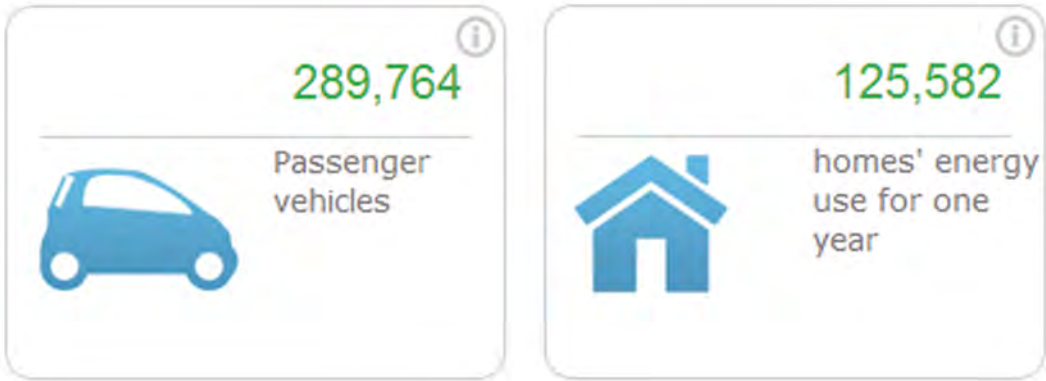 289,764
Passenger
vehicles
125,582
homes' energy
use for one
year